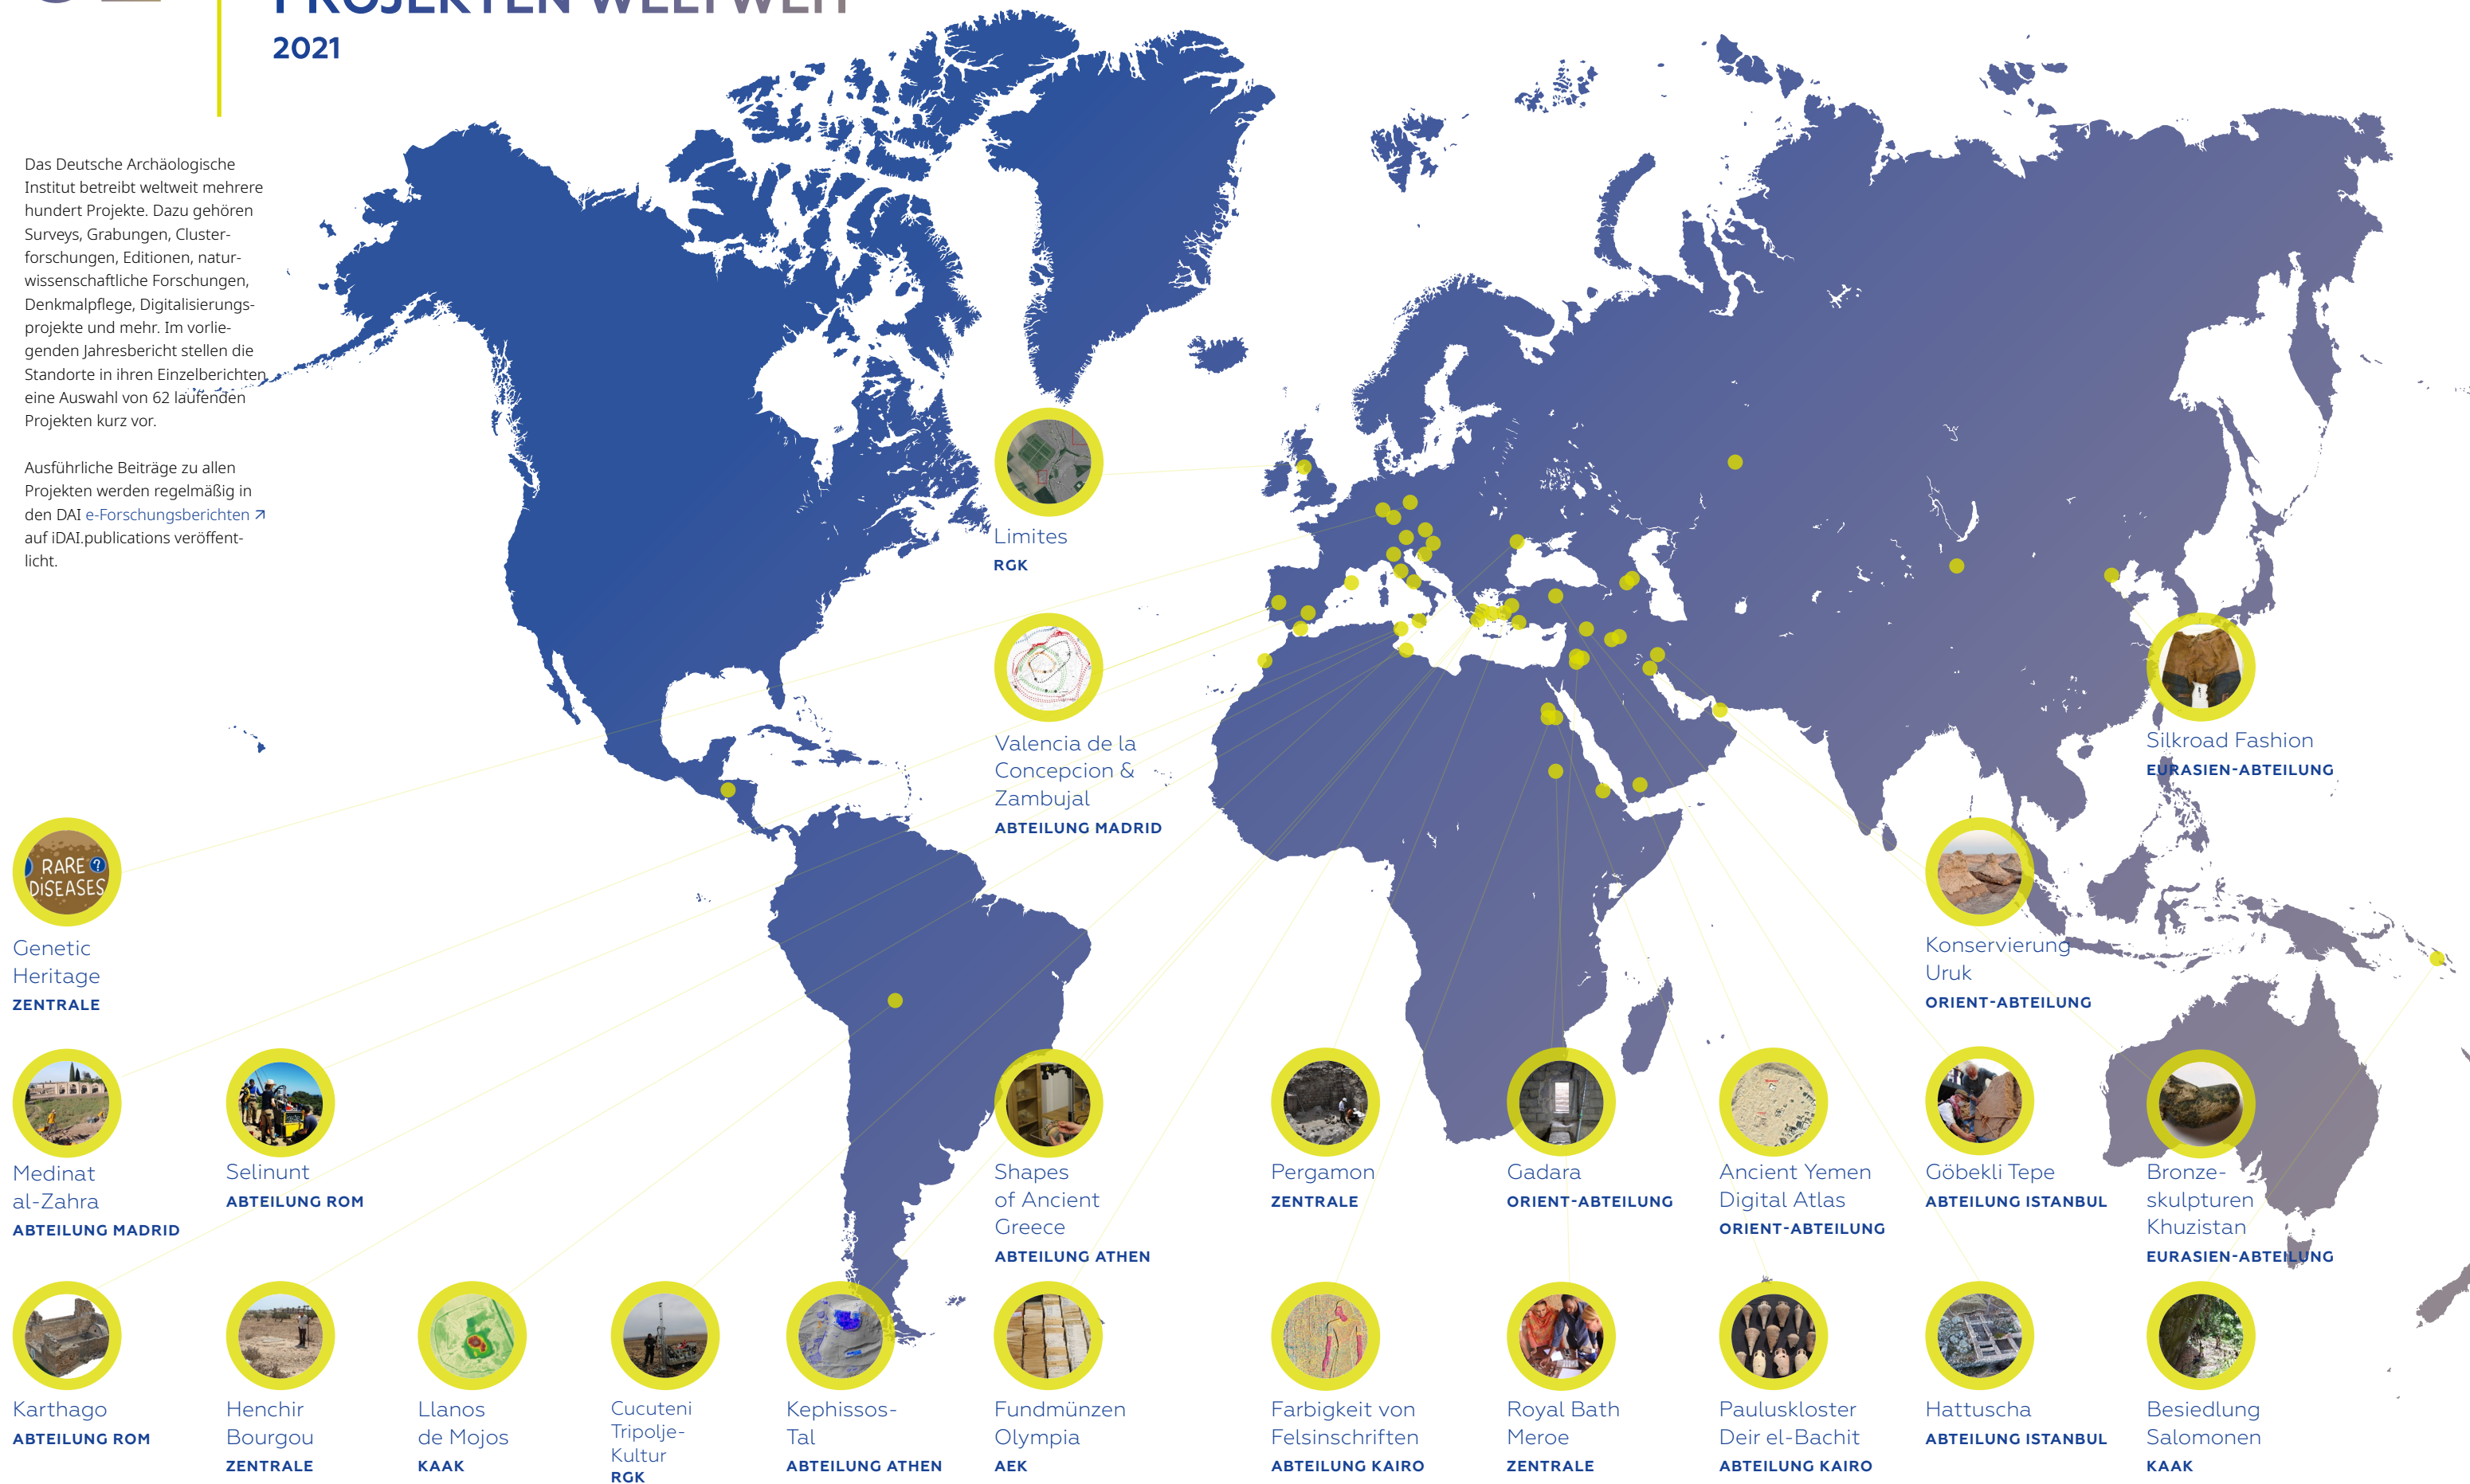 PROJEKTEN WELTWEIT
2021
Das Deutsche Archäologische
Institut betreibt weltweit mehrere
hundert Projekte. Dazu gehören
Surveys, Grabungen, Cluster-
forschungen, Editionen, natur-
wissenschaftliche Forschungen,
Denkmalpflege, Digitalisierungs-
projekte und mehr. Im vorlie-
genden Jahresbericht stellen die
Standorte in ihren Einzelberichten
eine Auswahl von 62 laufenden
Projekten kurz vor.
Ausführliche Beiträge zu allen
Projekten werden regelmäßig in
den DAI e-Forschungsberichten ↗
auf iDAI.publications veröffent-
licht.
Limites
RGK
Valencia de la
Concepcion &
Zambujal
ABTEILUNG MADRID
Silkroad Fashion
EURASIEN-ABTEILUNG
RARE ?
DISEASES
Genetic
Heritage
ZENTRALE
Konservierung
Uruk
ORIENT-ABTEILUNG
Medinat
al-Zahra
ABTEILUNG MADRID
Selinunt
ABTEILUNG ROM
Shapes
of Ancient
Greece
ABTEILUNG ATHEN
Pergamon
ZENTRALE
Gadara
ORIENT-ABTEILUNG
Ancient Yemen
Digital Atlas
ORIENT-ABTEILUNG
Göbekli Tepe
ABTEILUNG ISTANBUL
Bronze-
skulpturen
Khuzistan
EURASIEN-ABTEILUNG
Karthago
ABTEILUNG ROM
Henchir
Bourgou
ZENTRALE
Llanos
de Mojos
KAAK
Cucuteni
Tripolje-
Kultur
RGK
Kephissos-
Tal
ABTEILUNG ATHEN
Fundmünzen
Olympia
AEK
Farbigkeit von
Felsinschriften
ABTEILUNG KAIRO
Royal Bath
Meroe
ZENTRALE
Pauluskloster
Deir el-Bachit
ABTEILUNG KAIRO
Hattuscha
ABTEILUNG ISTANBUL
Besiedlung
Salomonen
KAAK